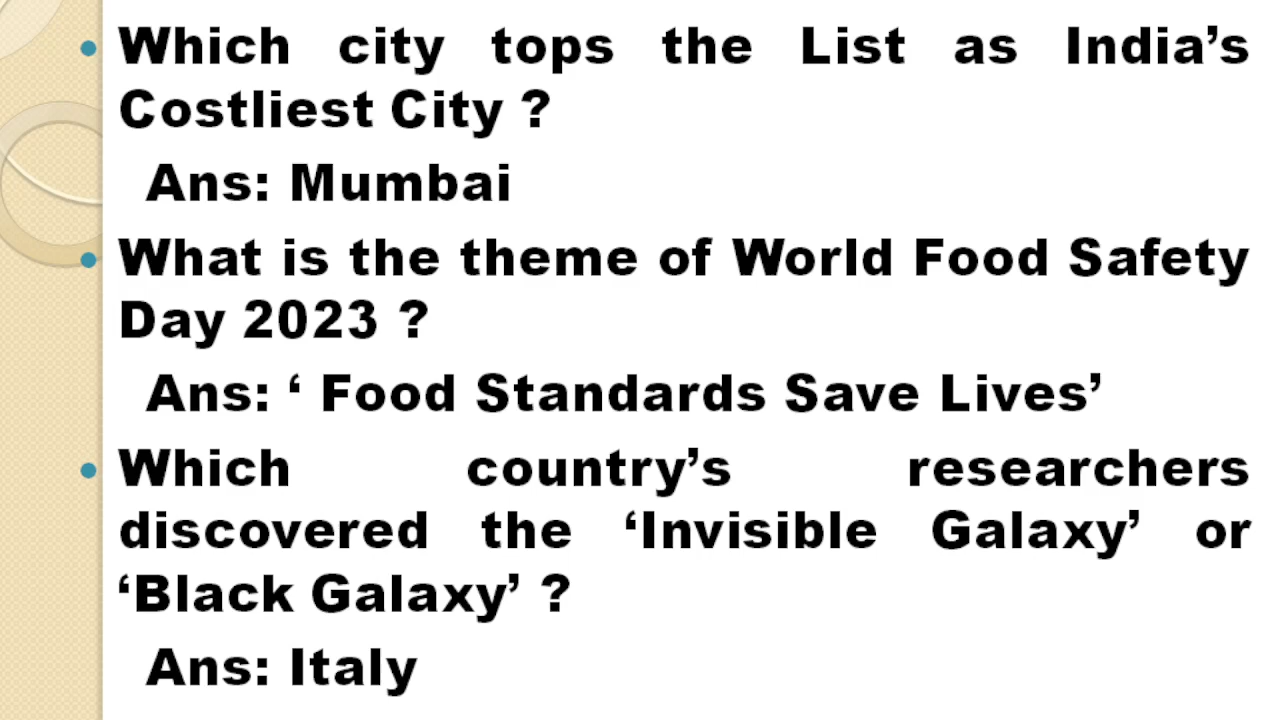 Which city tops the List as India’s
Costliest City ?
Ans: Mumbai
What is the theme of World Food Safety
Day 2023 ?
Ans: ‘ Food Standards Save Lives’
Which country’s researchers
discovered the ‘Invisible Galaxy’ or
‘Black Galaxy’ ?
Ans: Italy